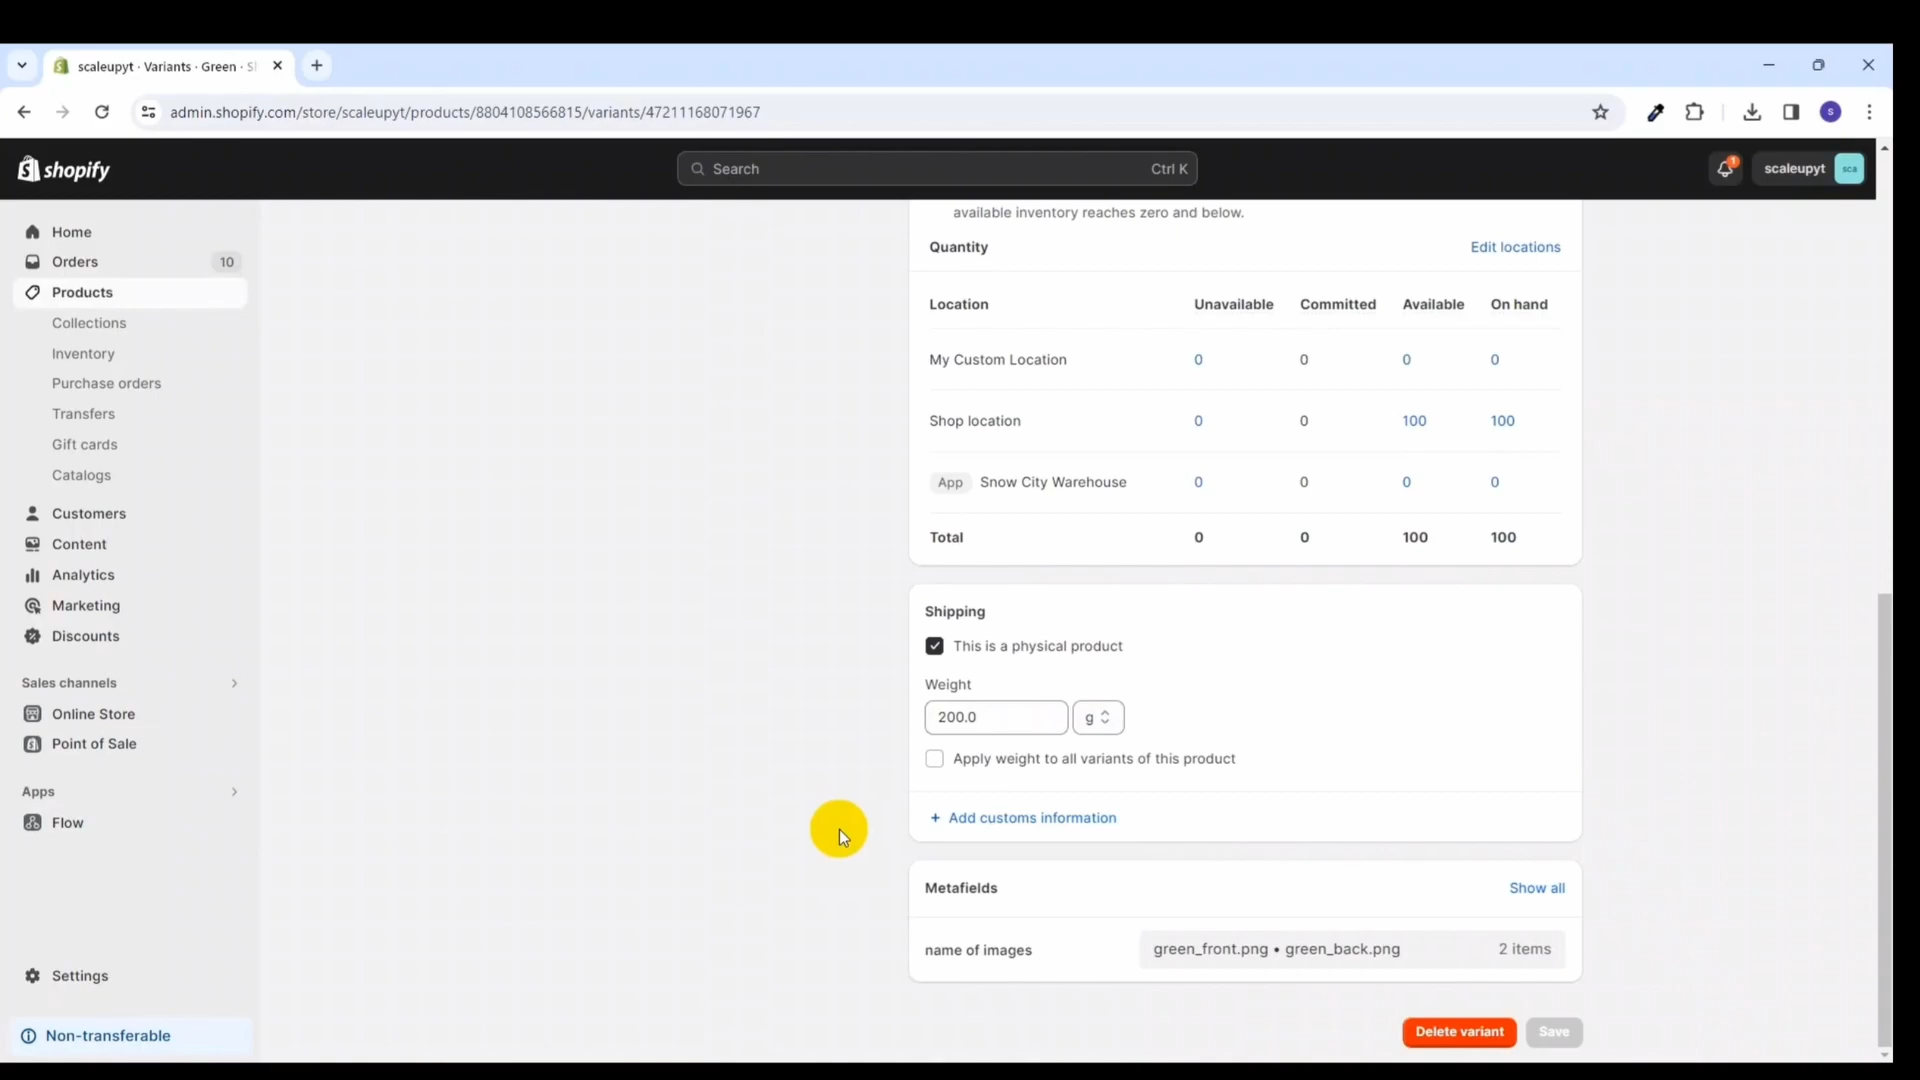 scaleupyt · Variants · Green · S
admin.shopify.com/store/scaleupyt/products/8804108566815/variants/47211168071967
S
shopify
Search
Ctrl K
1
scaleupyt
sca
Home
Orders
10
Products
Collections
Inventory
Purchase orders
Transfers
Gift cards
Catalogs
Customers
Content
Analytics
Marketing
Discounts
Sales channels
Online Store
Point of Sale
Apps
Flow
Settings
Non-transferable
available inventory reaches zero and below.
Quantity
Edit locations
Location Unavailable Committed Available On hand
My Custom Location 0 0 0 0
Shop location 0 0 100 100
App Snow City Warehouse 0 0 0 0
Total 0 0 100 100
Shipping
This is a physical product
Weight
200.0 g
Apply weight to all variants of this product
+ Add customs information
Metafields
Show all
name of images
green_front.png • green_back.png
2 items
Delete variant
Save